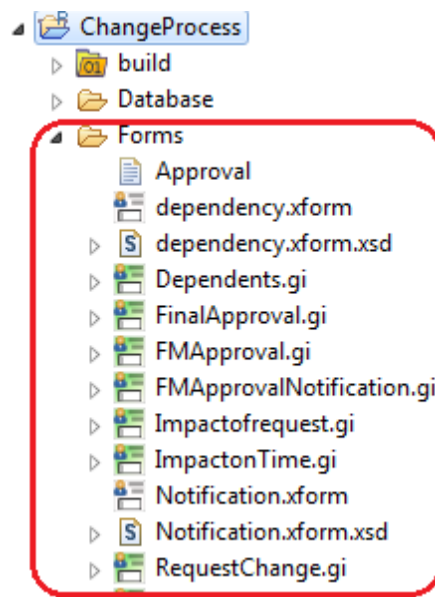 ChangeProcess
build
Database
Forms
Approval
dependency.xform
dependency.xform.xsd
Dependents.gi
FinalApproval.gi
FMApproval.gi
FMApprovalNotification.gi
Impactofrequest.gi
ImpactonTime.gi
Notification.xform
Notification.xform.xsd
RequestChange.gi